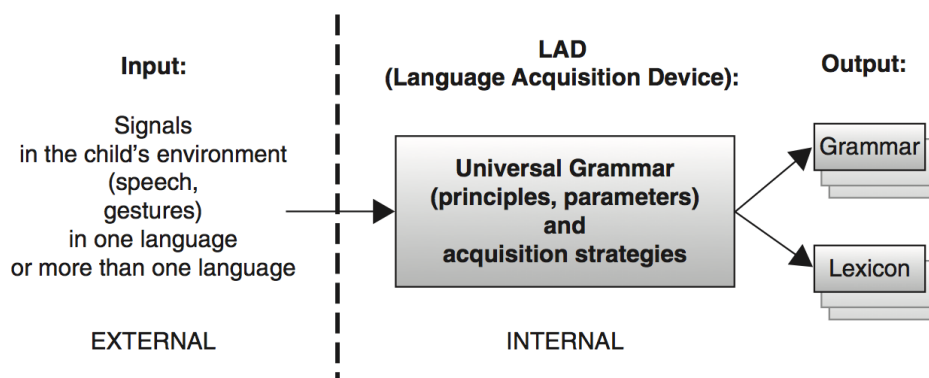 Input:
Signals
in the child's environment
(speech,
gestures)
in one language
or more than one language
EXTERNAL
LAD
(Language Acquisition Device):
Universal Grammar
(principles, parameters)
and
acquisition strategies
INTERNAL
Output:
Grammar
Lexicon